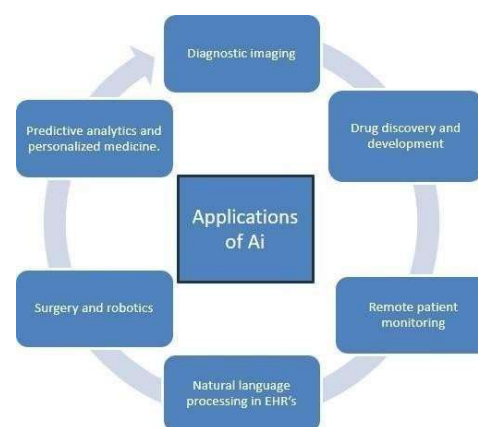 Diagnostic imaging
Drug discovery and
development
Remote patient
monitoring
Natural language
processing in EHR's
Surgery and robotics
Predictive analytics and
personalized medicine.
Applications
of Ai